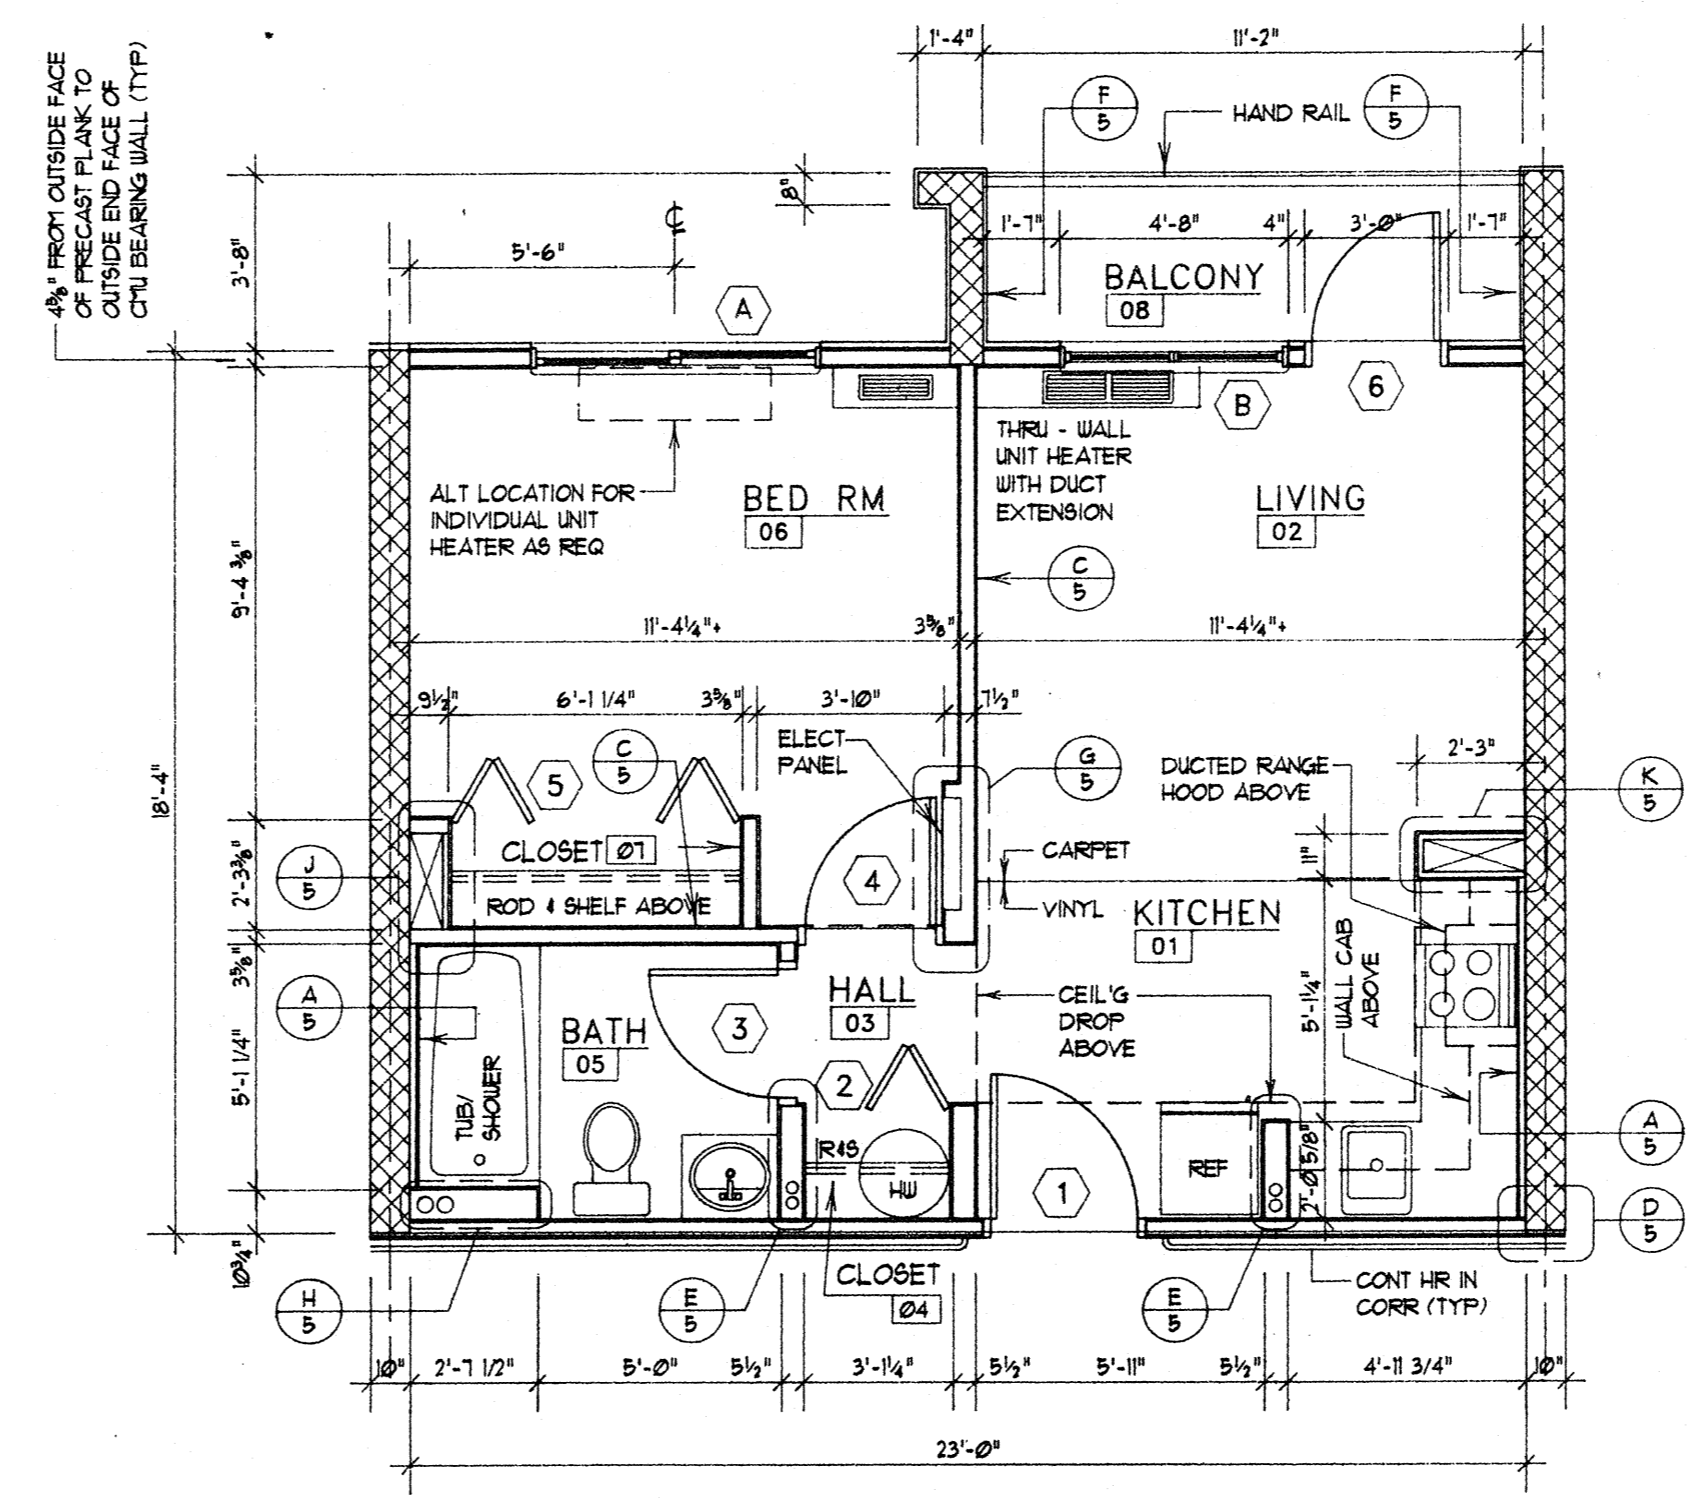 1'-4"
11'-2"
4⅝" FROM OUTSIDE FACE
OF PRECAST PLANK TO
OUTSIDE END FACE OF
CMU BEARING WALL (TYP)
F
5
HAND RAIL
F
5
8"
3'-8"
5'-6"
℄
1'-7"
4'-8"
4"
3'-0"
1'-7"
BALCONY
08
A
B
6
THRU - WALL
UNIT HEATER
WITH DUCT
EXTENSION
ALT LOCATION FOR
INDIVIDUAL UNIT
HEATER AS REQ
BED RM
06
LIVING
02
C
5
9'-4 ⅜"
11'-4¼"+
3⅝"
11'-4¼"+
9½"
6'-1 1/4"
3⅝"
3'-10"
7½"
18'-4"
5
C
5
ELECT
PANEL
G
5
DUCTED RANGE
HOOD ABOVE
2'-3"
K
5
J
5
2'-3⅜"
CLOSET 07
ROD & SHELF ABOVE
4
CARPET
VINYL
11"
KITCHEN
01
3⅝"
A
5
5'-1 1/4"
BATH
05
TUB/
SHOWER
3
HALL
03
2
CEIL'G
DROP
ABOVE
5'-1¼"
WALL CAB
ABOVE
R&S
HW
1
REF
2'-0 5/8"
A
5
D
5
10¾"
H
5
E
5
CLOSET
04
E
5
CONT HR IN
CORR (TYP)
10"
2'-7 1/2"
5'-0"
5½"
3'-1¼"
5½"
5'-11"
5½"
4'-11 3/4"
10"
23'-0"